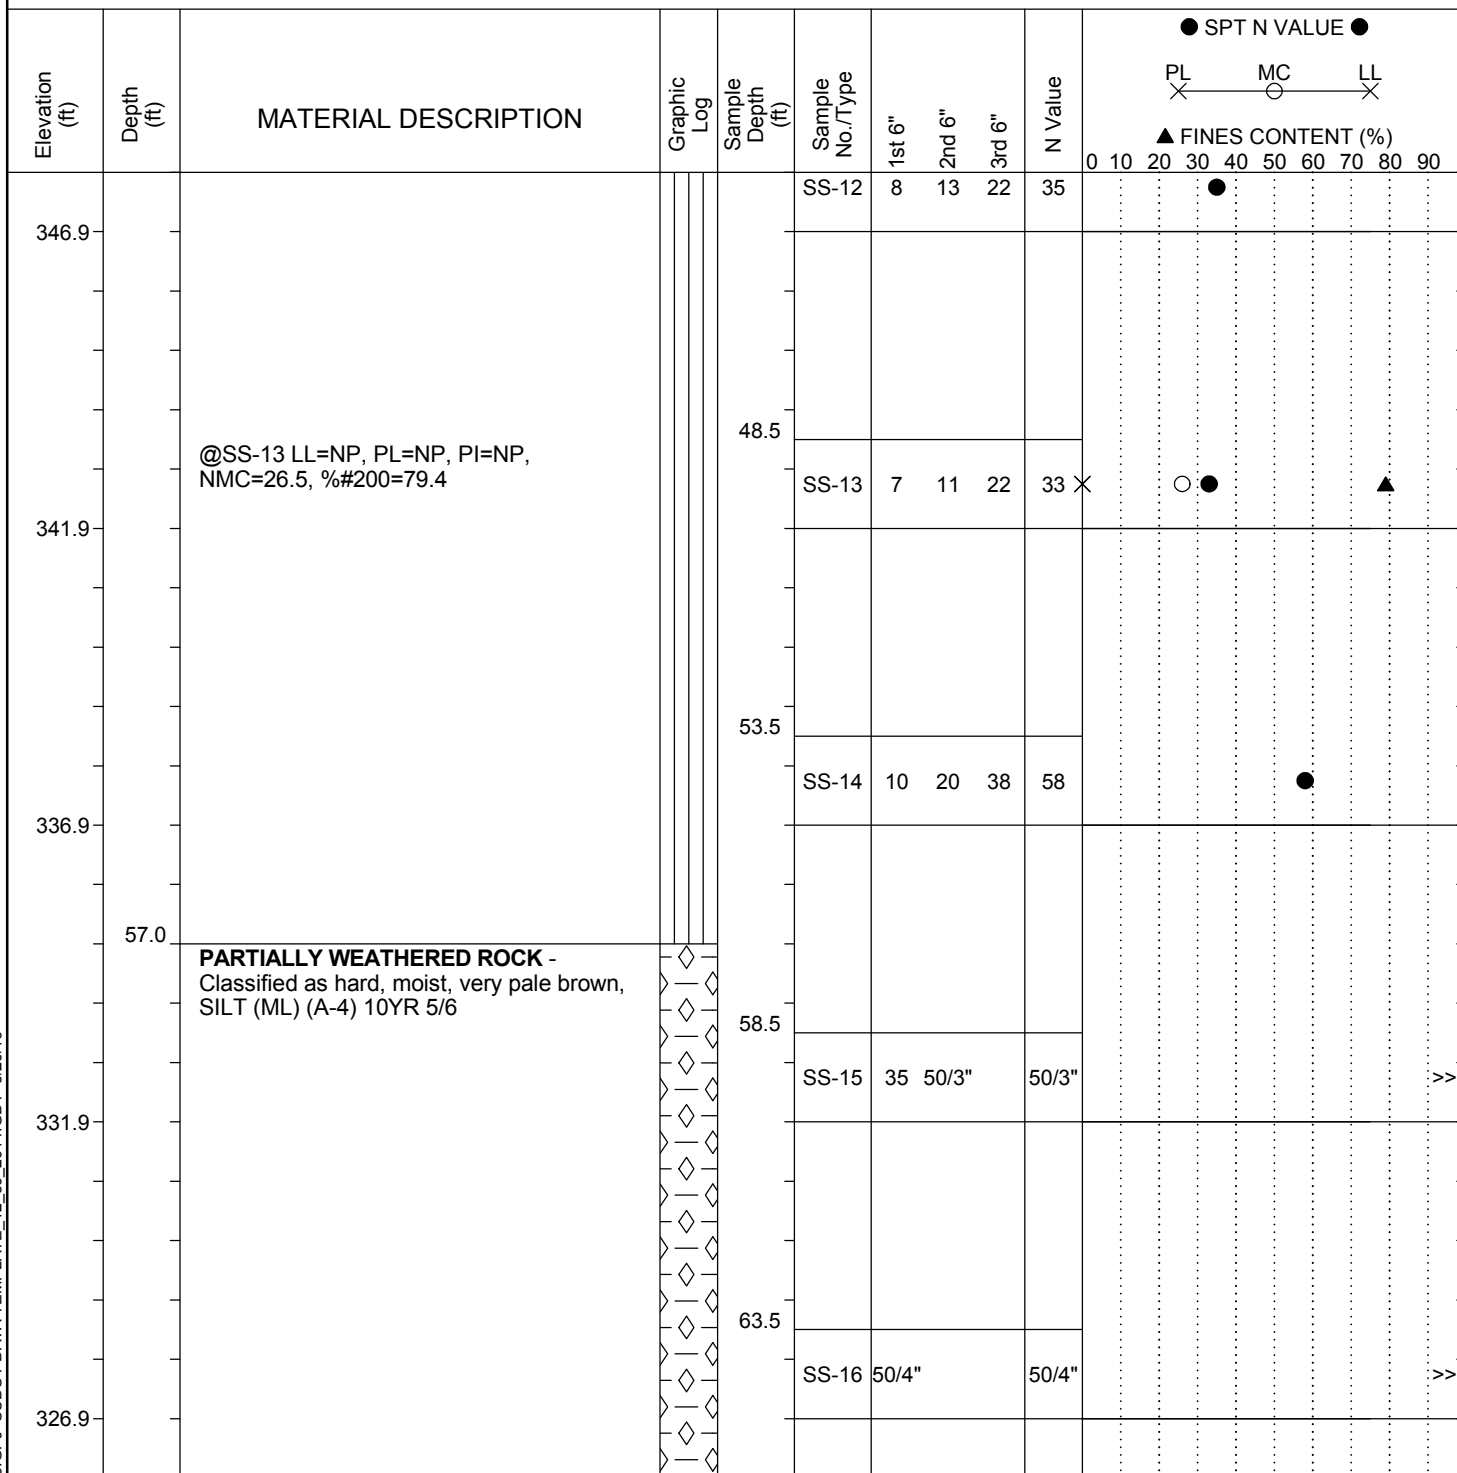 Elevation (ft)
Depth (ft)
MATERIAL DESCRIPTION
Graphic Log
Sample Depth (ft)
Sample No./Type
1st 6"
2nd 6"
3rd 6"
N Value
● SPT N VALUE ●
PL MC LL
▲ FINES CONTENT (%)
0 10 20 30 40 50 60 70 80 90
SS-12 8 13 22 35
346.9
48.5
@SS-13 LL=NP, PL=NP, PI=NP,
NMC=26.5, %#200=79.4
SS-13 7 11 22 33
341.9
53.5
SS-14 10 20 38 58
336.9
57.0
PARTIALLY WEATHERED ROCK -
Classified as hard, moist, very pale brown,
SILT (ML) (A-4) 10YR 5/6
58.5
SS-15 35 50/3" 50/3" >>
331.9
63.5
SS-16 50/4" 50/4" >>
326.9